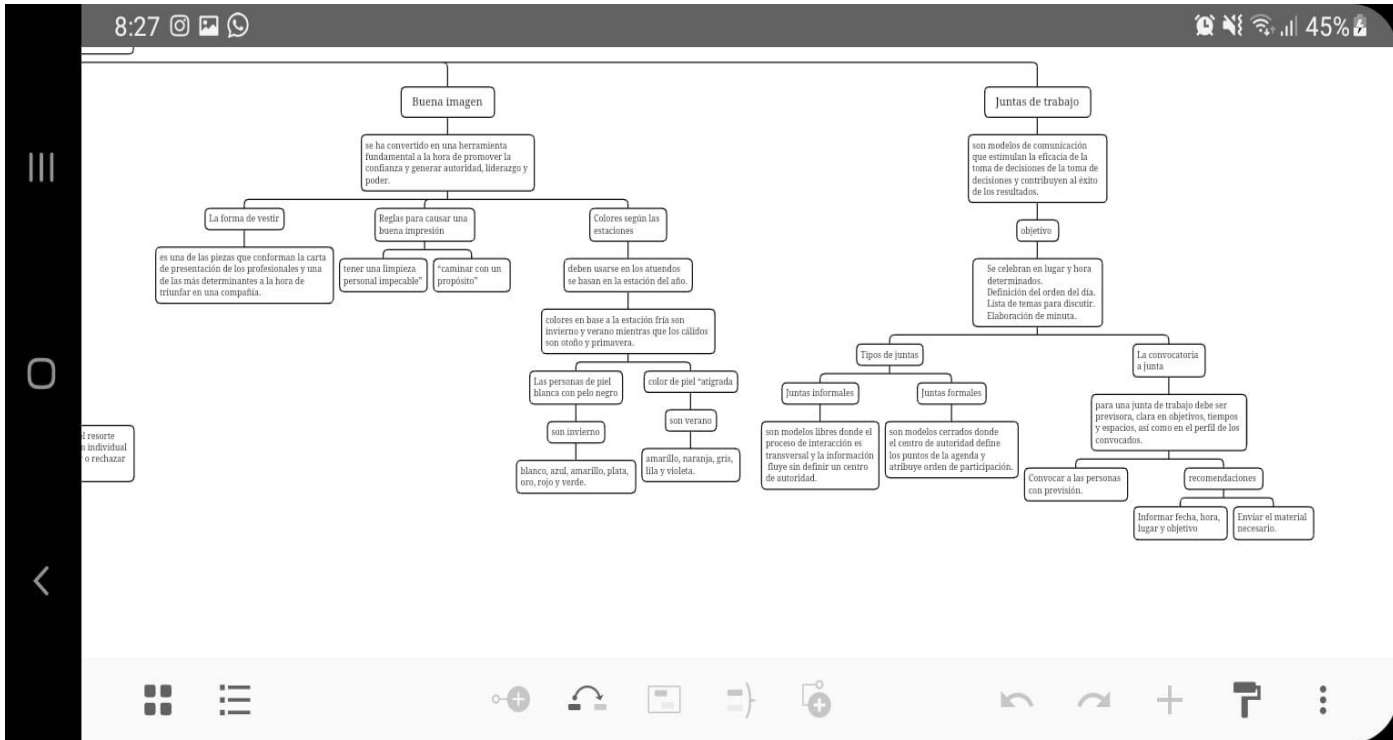 8:27
45%
Buena imagen
se ha convertido en una herramienta
fundamental a la hora de promover la
confianza y generar autoridad, liderazgo y
poder.
La forma de vestir
es una de las piezas que conforman la carta
de presentación de los profesionales y una
de las más determinantes a la hora de
triunfar en una compañía.
Reglas para causar una
buena impresión
tener una limpieza
personal impecable"
"caminar con un
propósito"
Colores según las
estaciones
deben usarse en los atuendos
se basan en la estación del año.
colores en base a la estación fría son
invierno y verano mientras que los cálidos
son otoño y primavera.
Las personas de piel
blanca con pelo negro
son invierno
blanco, azul, amarillo, plata,
oro, rojo y verde.
color de piel "atigrada
son verano
amarillo, naranja, gris,
lila y violeta.
Juntas de trabajo
son modelos de comunicación
que estimulan la eficacia de la
toma de decisiones de la toma de
decisiones y contribuyen al éxito
de los resultados.
objetivo
Se celebran en lugar y hora
determinados.
Definición del orden del día.
Lista de temas para discutir.
Elaboración de minuta.
Tipos de juntas
Juntas informales
son modelos libres donde el
proceso de interacción es
transversal y la información
fluye sin definir un centro
de autoridad.
Juntas formales
son modelos cerrados donde
el centro de autoridad define
los puntos de la agenda y
atribuye orden de participación.
La convocatoria
a junta
para una junta de trabajo debe ser
previsora, clara en objetivos, tiempos
y espacios, así como en el perfil de los
convocados.
Convocar a las personas
con previsión.
recomendaciones
Informar fecha, hora,
lugar y objetivo
Enviar el material
necesario.
resorte
individual
o rechazar